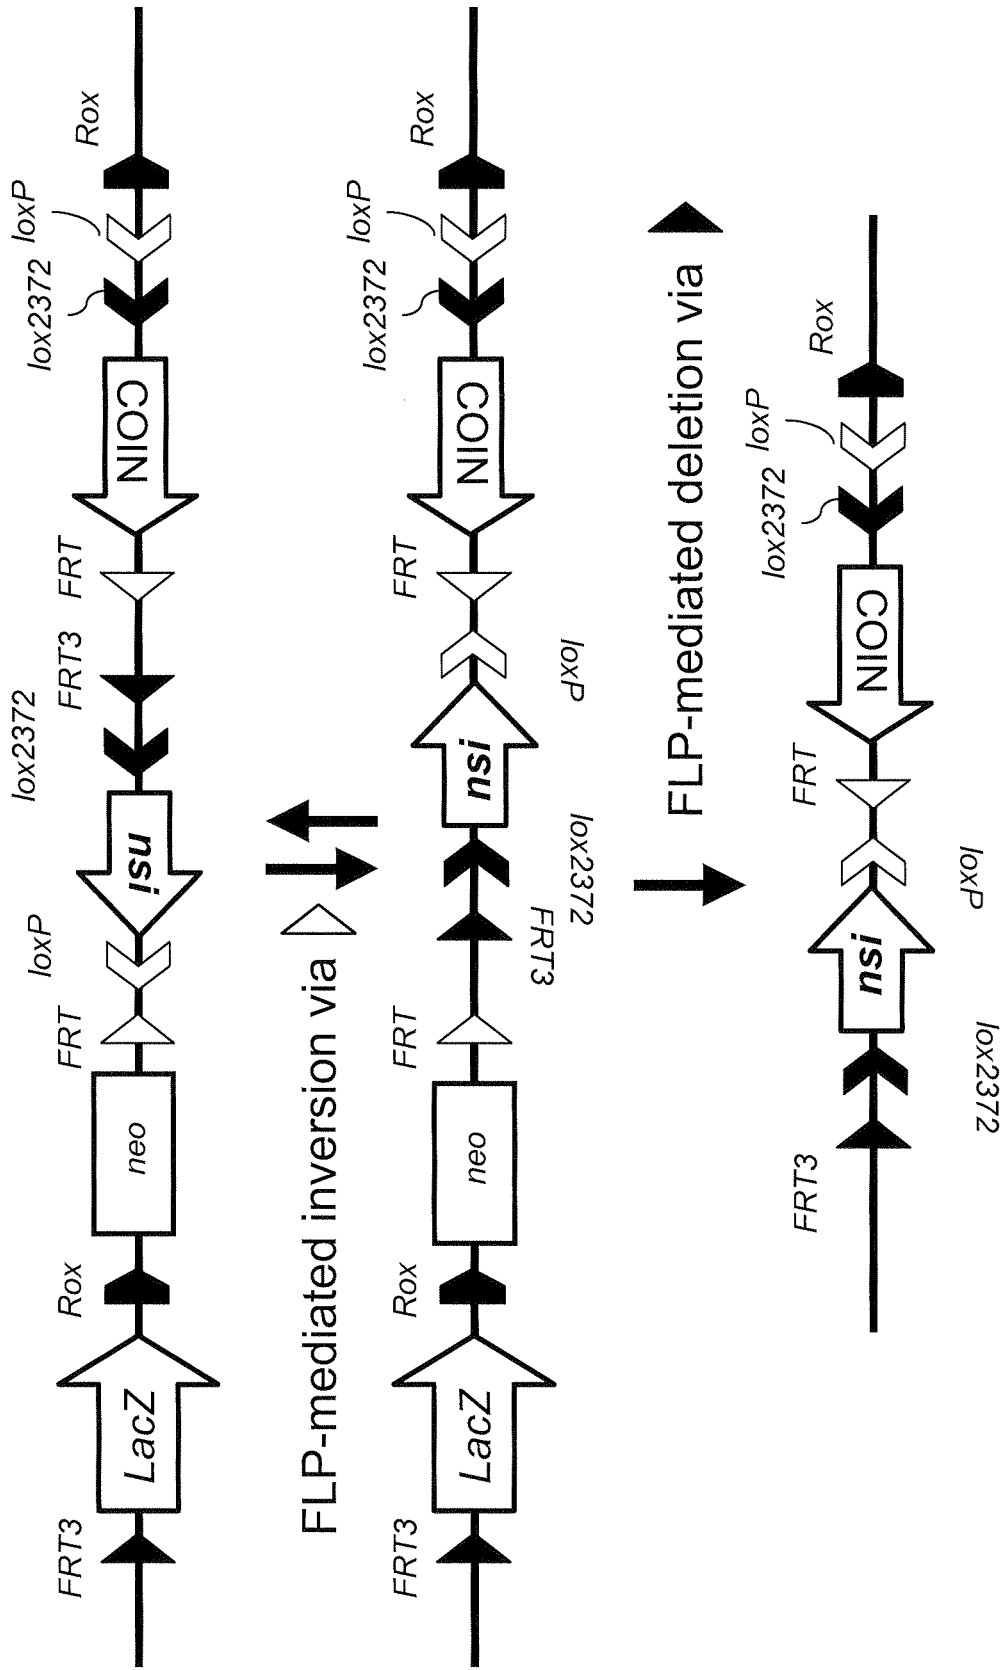 FRT3
LacZ
Rox
neo
FRT
loxP
nsi
lox2372
FRT3
FRT
COIN
lox2372
loxP
Rox
FLP-mediated inversion via
FRT3
LacZ
Rox
neo
FRT
FRT3
lox2372
nsi
loxP
FRT
COIN
lox2372
loxP
Rox
FLP-mediated deletion via
FRT3
lox2372
nsi
loxP
FRT
COIN
lox2372
loxP
Rox